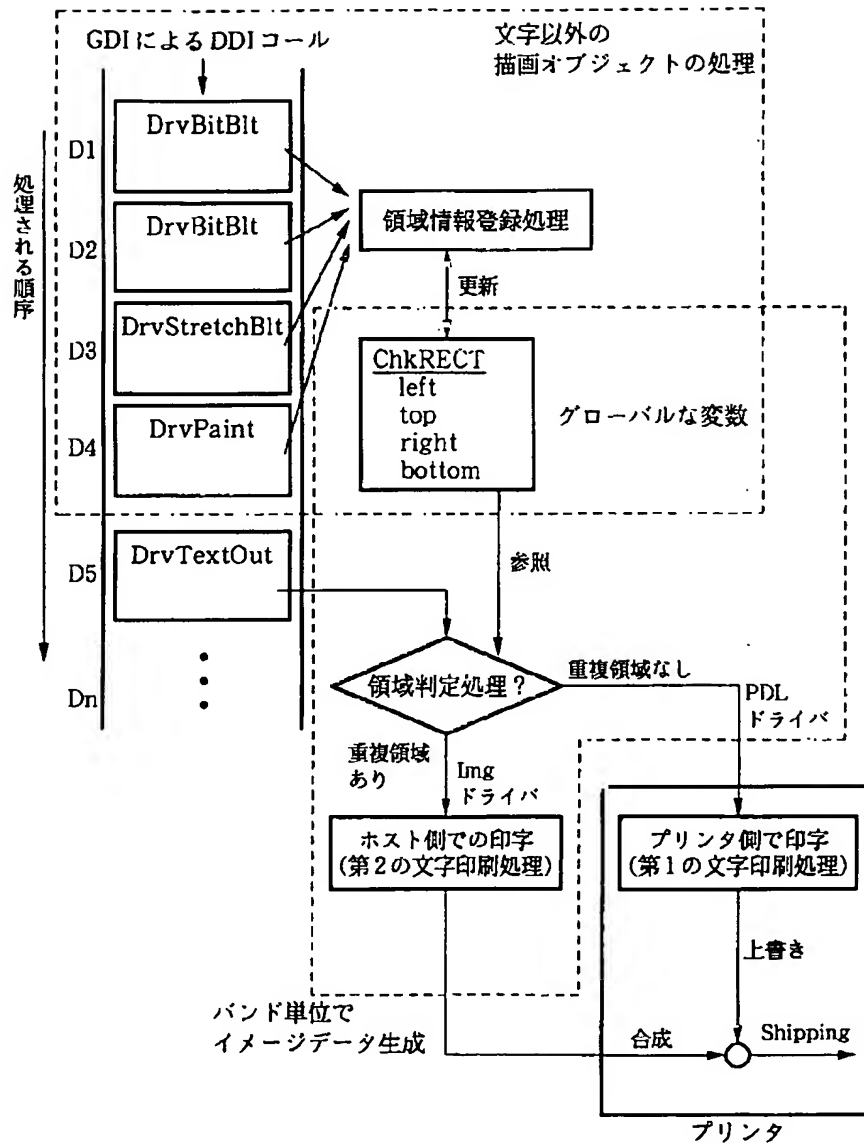 GDIによるDDIコール
文字以外の
描画オブジェクトの処理
処理される順序
D1
DrvBitBlt
D2
DrvBitBlt
D3
DrvStretchBlt
D4
DrvPaint
領域情報登録処理
更新
ChkRECT
left
top
right
bottom
グローバルな変数
D5
DrvTextOut
参照
Dn
領域判定処理?
重複領域なし
PDL
ドライバ
重複領域
あり
Img
ドライバ
ホスト側での印字
(第2の文字印刷処理)
プリンタ側で印字
(第1の文字印刷処理)
上書き
バンド単位で
イメージデータ生成
合成
Shipping
プリンタ